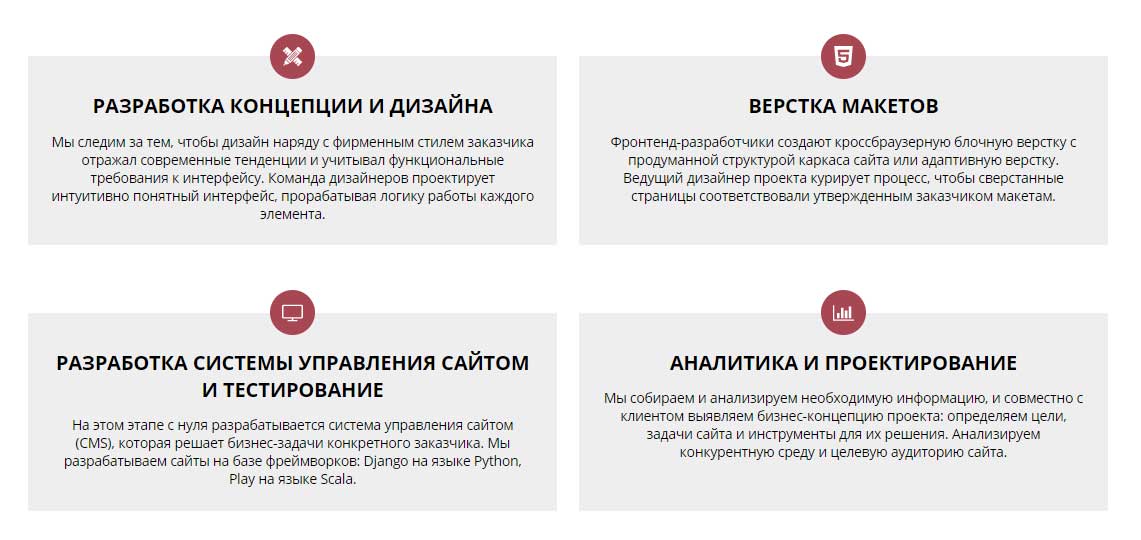 РАЗРАБОТКА КОНЦЕПЦИИ И ДИЗАЙНА
Мы следим за тем, чтобы дизайн наряду с фирменным стилем заказчика
отражал современные тенденции и учитывал функциональные
требования к интерфейсу. Команда дизайнеров проектирует
интуитивно понятный интерфейс, прорабатывая логику работы каждого
элемента.
ВЕРСТКА МАКЕТОВ
Фронтенд-разработчики создают кроссбраузерную блочную верстку с
продуманной структурой каркаса сайта или адаптивную верстку.
Ведущий дизайнер проекта курирует процесс, чтобы сверстанные
страницы соответствовали утвержденным заказчиком макетам.
РАЗРАБОТКА СИСТЕМЫ УПРАВЛЕНИЯ САЙТОМ
И ТЕСТИРОВАНИЕ
На этом этапе с нуля разрабатывается система управления сайтом
(CMS), которая решает бизнес-задачи конкретного заказчика. Мы
разрабатываем сайты на базе фреймворков: Django на языке Python,
Play на языке Scala.
АНАЛИТИКА И ПРОЕКТИРОВАНИЕ
Мы собираем и анализируем необходимую информацию, и совместно с
клиентом выявляем бизнес-концепцию проекта: определяем цели,
задачи сайта и инструменты для их решения. Анализируем
конкурентную среду и целевую аудиторию сайта.